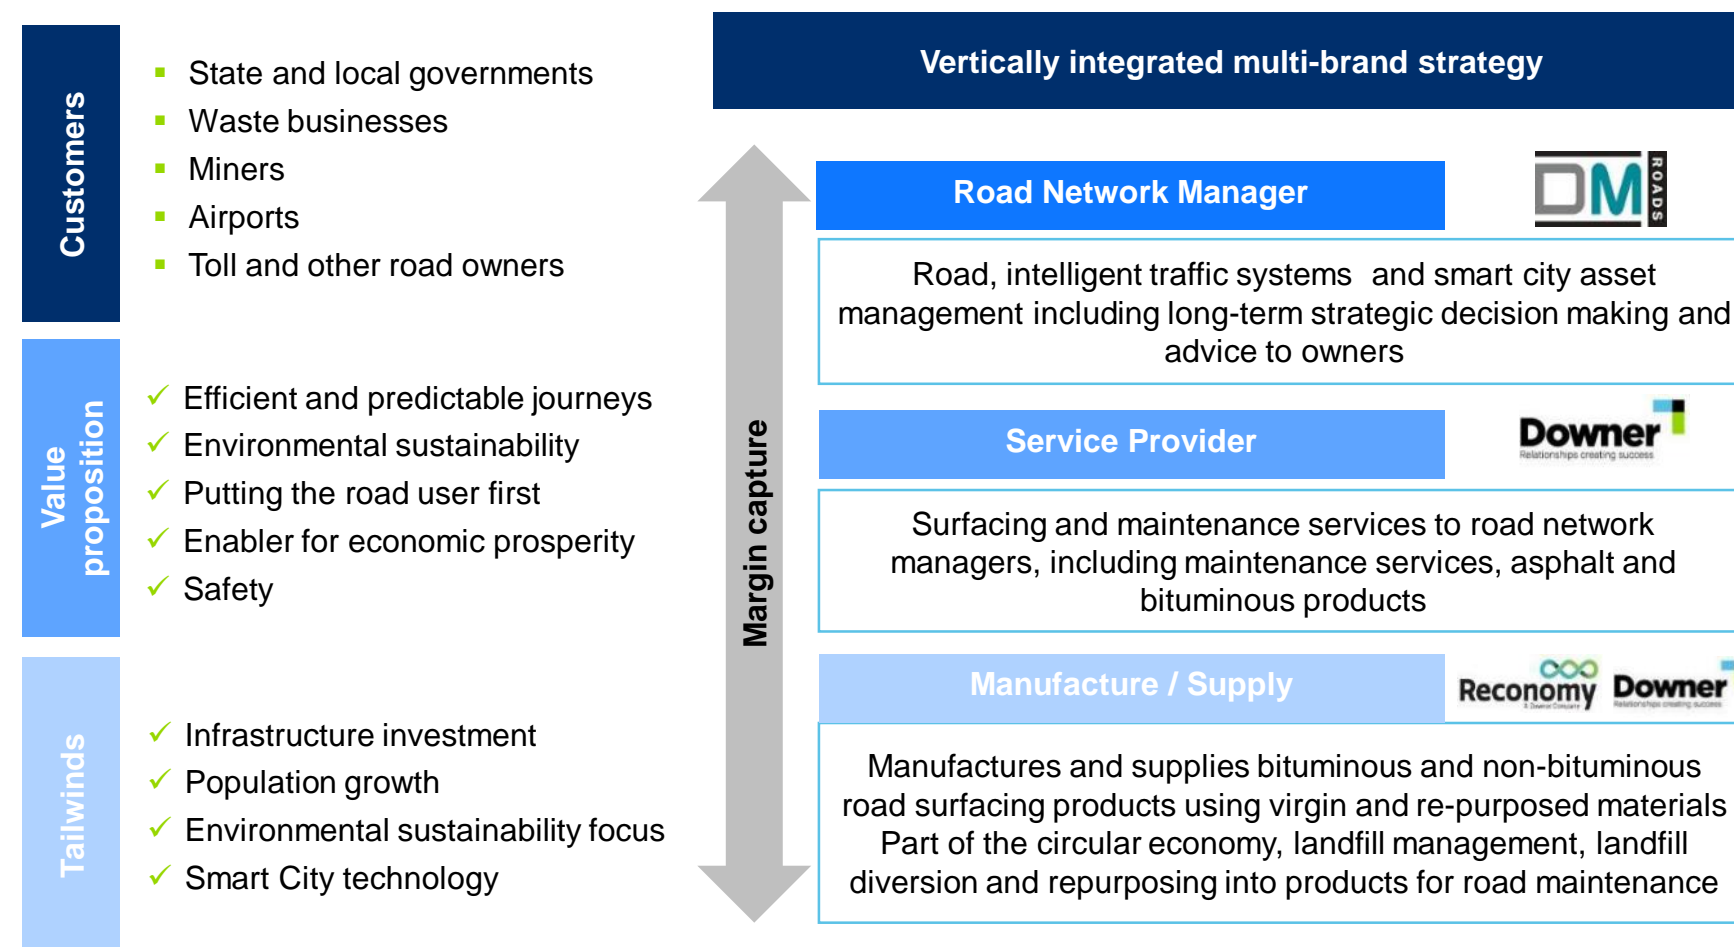 Customers
State and local governments
Waste businesses
Miners
Airports
Toll and other road owners
Value
proposition
Efficient and predictable journeys
Environmental sustainability
Putting the road user first
Enabler for economic prosperity
Safety
Tailwinds
Infrastructure investment
Population growth
Environmental sustainability focus
Smart City technology
Vertically integrated multi-brand strategy
Margin capture
Road Network Manager
DM ROADS
Road, intelligent traffic systems and smart city asset
management including long-term strategic decision making and
advice to owners
Service Provider
Downer
Relationships creating success
Surfacing and maintenance services to road network
managers, including maintenance services, asphalt and
bituminous products
Manufacture / Supply
Reconomy
A Downer Company
Downer
Relationships creating success
Manufactures and supplies bituminous and non-bituminous
road surfacing products using virgin and re-purposed materials
Part of the circular economy, landfill management, landfill
diversion and repurposing into products for road maintenance